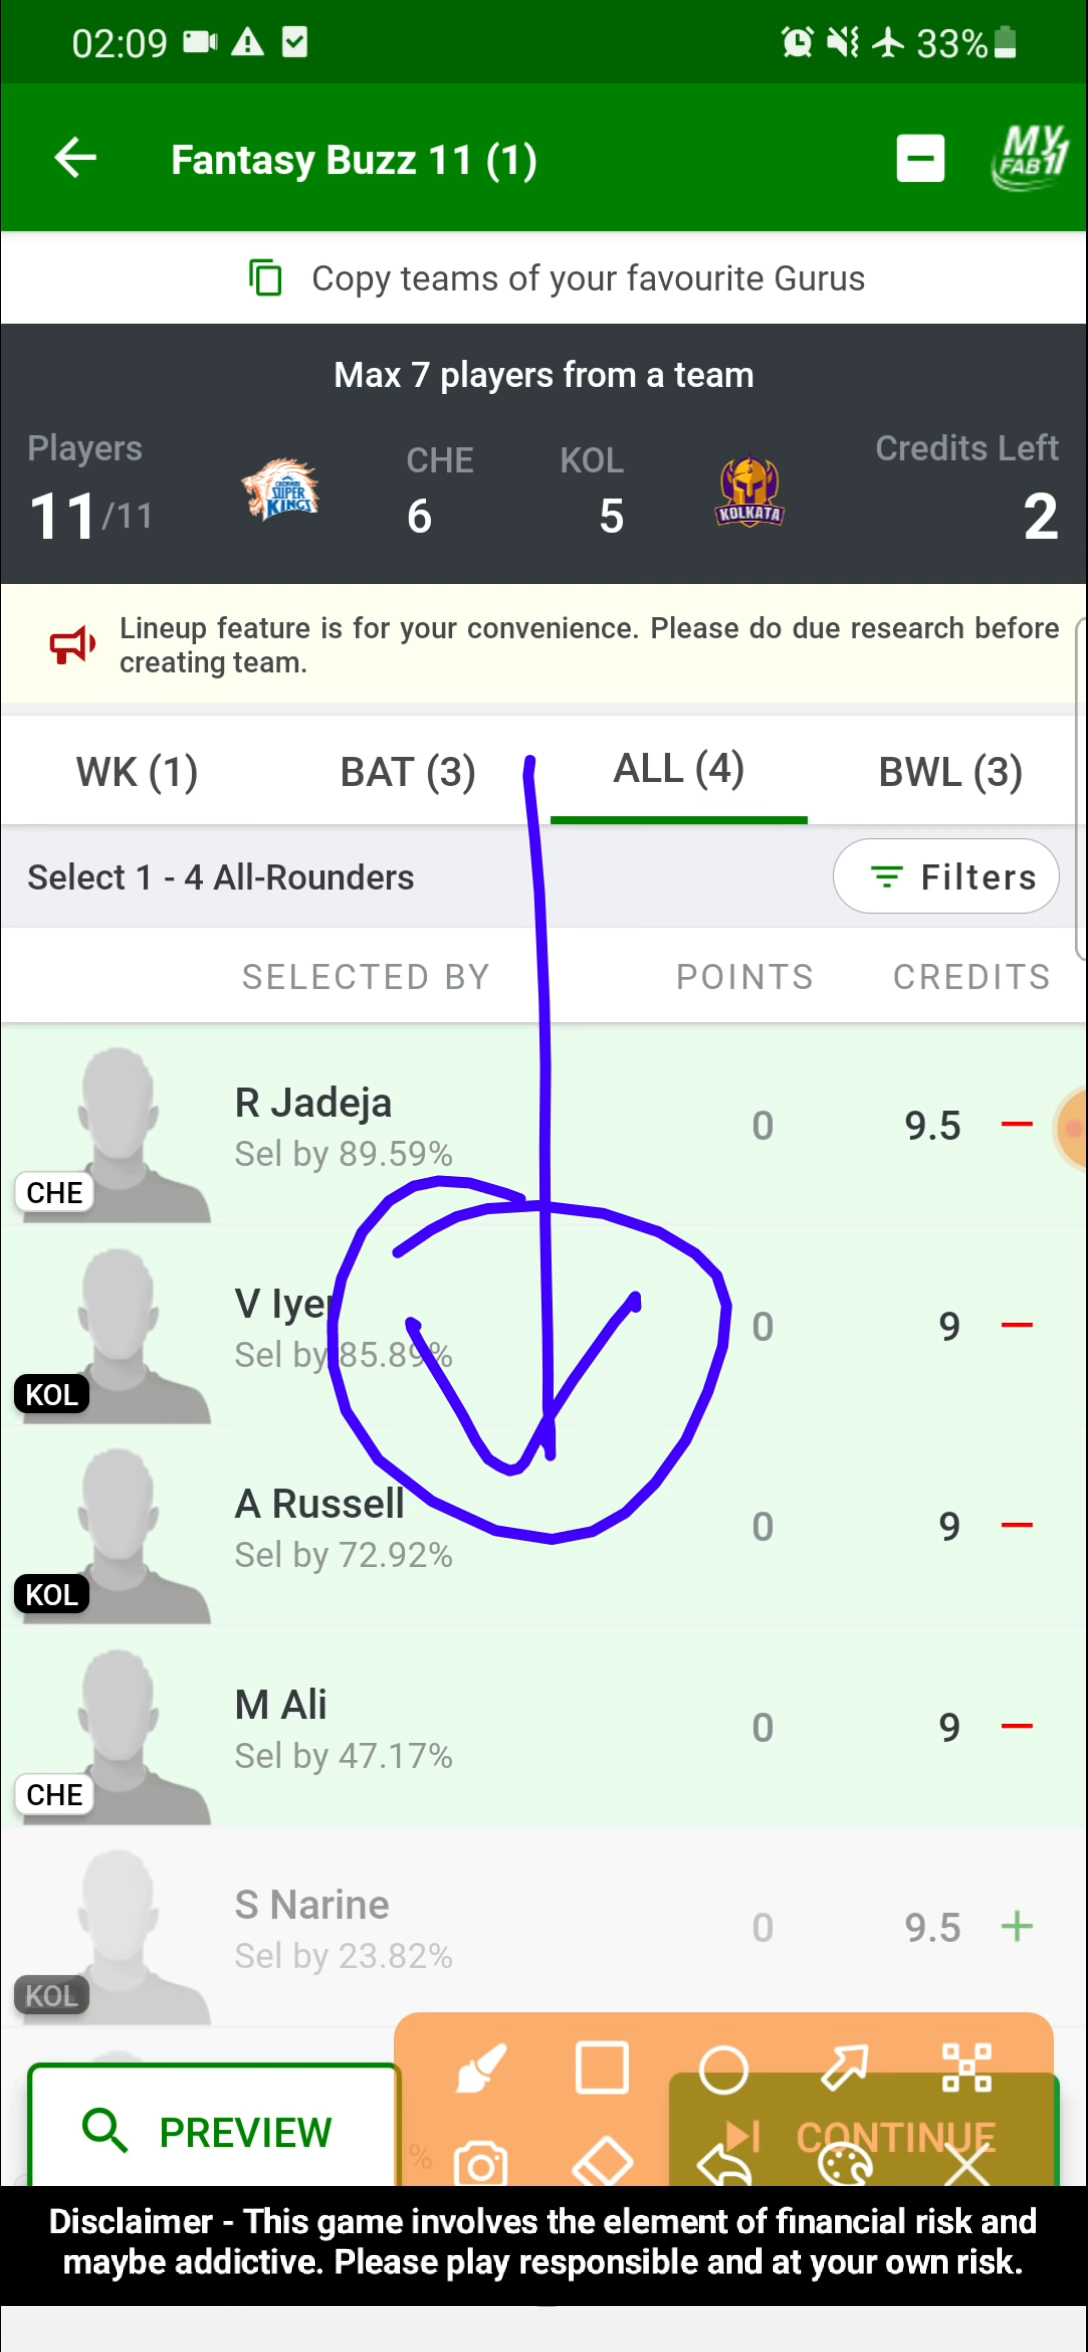 02:09 33%
Fantasy Buzz 11 (1) MY FAB 11
Copy teams of your favourite Gurus
Max 7 players from a team
Players CHE KOL Credits Left
11/11 SUPER KINGS 6 5 KOLKATA 2
Lineup feature is for your convenience. Please do due research before
creating team.
WK (1) BAT (3) ALL (4) BWL (3)
Select 1 - 4 All-Rounders Filters
SELECTED BY POINTS CREDITS
R Jadeja 0 9.5
Sel by 89.59%
CHE
V Iyer 0 9
Sel by 85.89%
KOL
A Russell 0 9
Sel by 72.92%
KOL
M Ali 0 9
Sel by 47.17%
CHE
S Narine 0 9.5
Sel by 23.82%
KOL
PREVIEW % CONTINUE
Disclaimer - This game involves the element of financial risk and
maybe addictive. Please play responsible and at your own risk.